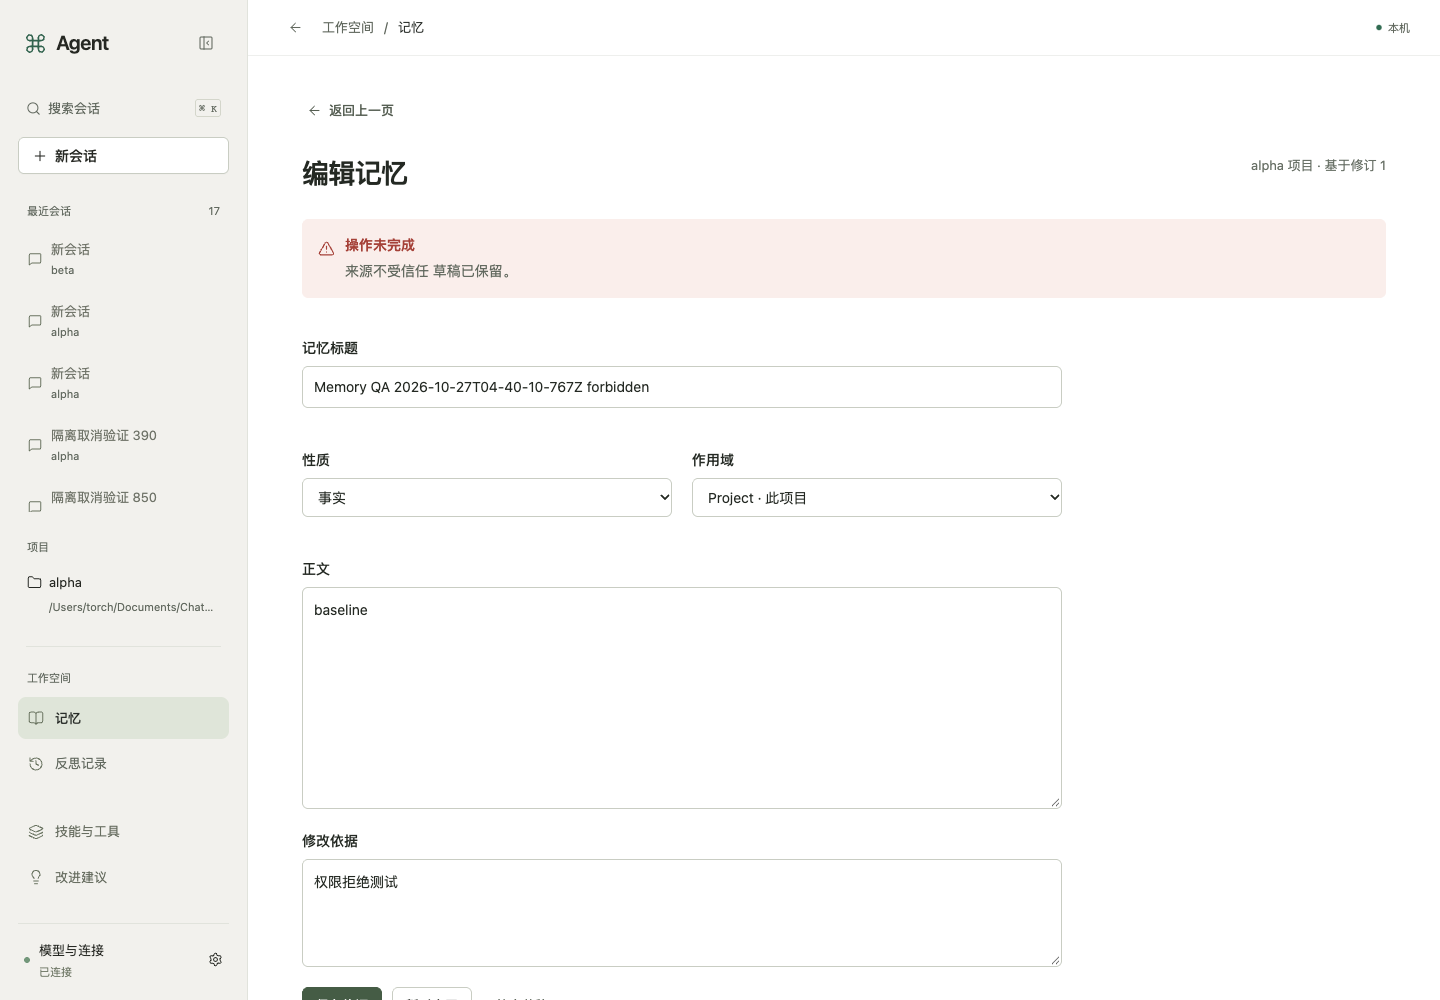 Agent
搜索会话
⌘ K
新会话
最近会话 17
新会话
beta
新会话
alpha
新会话
alpha
隔离取消验证 390
alpha
隔离取消验证 850
项目
alpha
/Users/torch/Documents/Chat...
工作空间
记忆
反思记录
技能与工具
改进建议
模型与连接
已连接
工作空间 / 记忆
本机
返回上一页
编辑记忆
alpha 项目 · 基于修订 1
操作未完成
来源不受信任 草稿已保留。
记忆标题
Memory QA 2026-10-27T04-40-10-767Z forbidden
性质
作用域
事实
Project · 此项目
正文
baseline
修改依据
权限拒绝测试